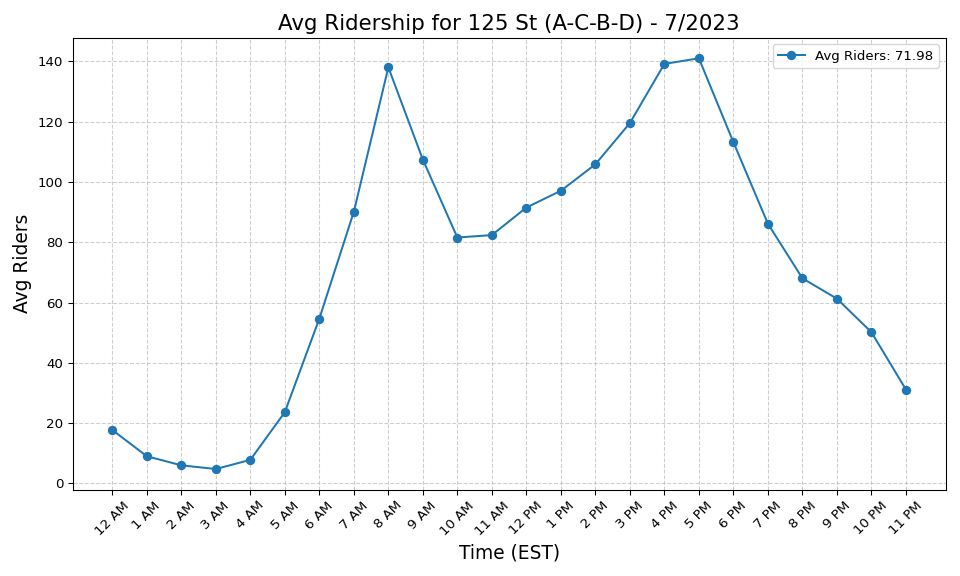 Avg Ridership for 125 St (A-C-B-D) - 7/2023
Avg Riders: 71.98
Avg Riders
140
120
100
80
60
40
20
0
12 AM
1 AM
2 AM
3 AM
4 AM
5 AM
6 AM
7 AM
8 AM
9 AM
10 AM
11 AM
12 PM
1 PM
2 PM
3 PM
4 PM
5 PM
6 PM
7 PM
8 PM
9 PM
10 PM
11 PM
Time (EST)